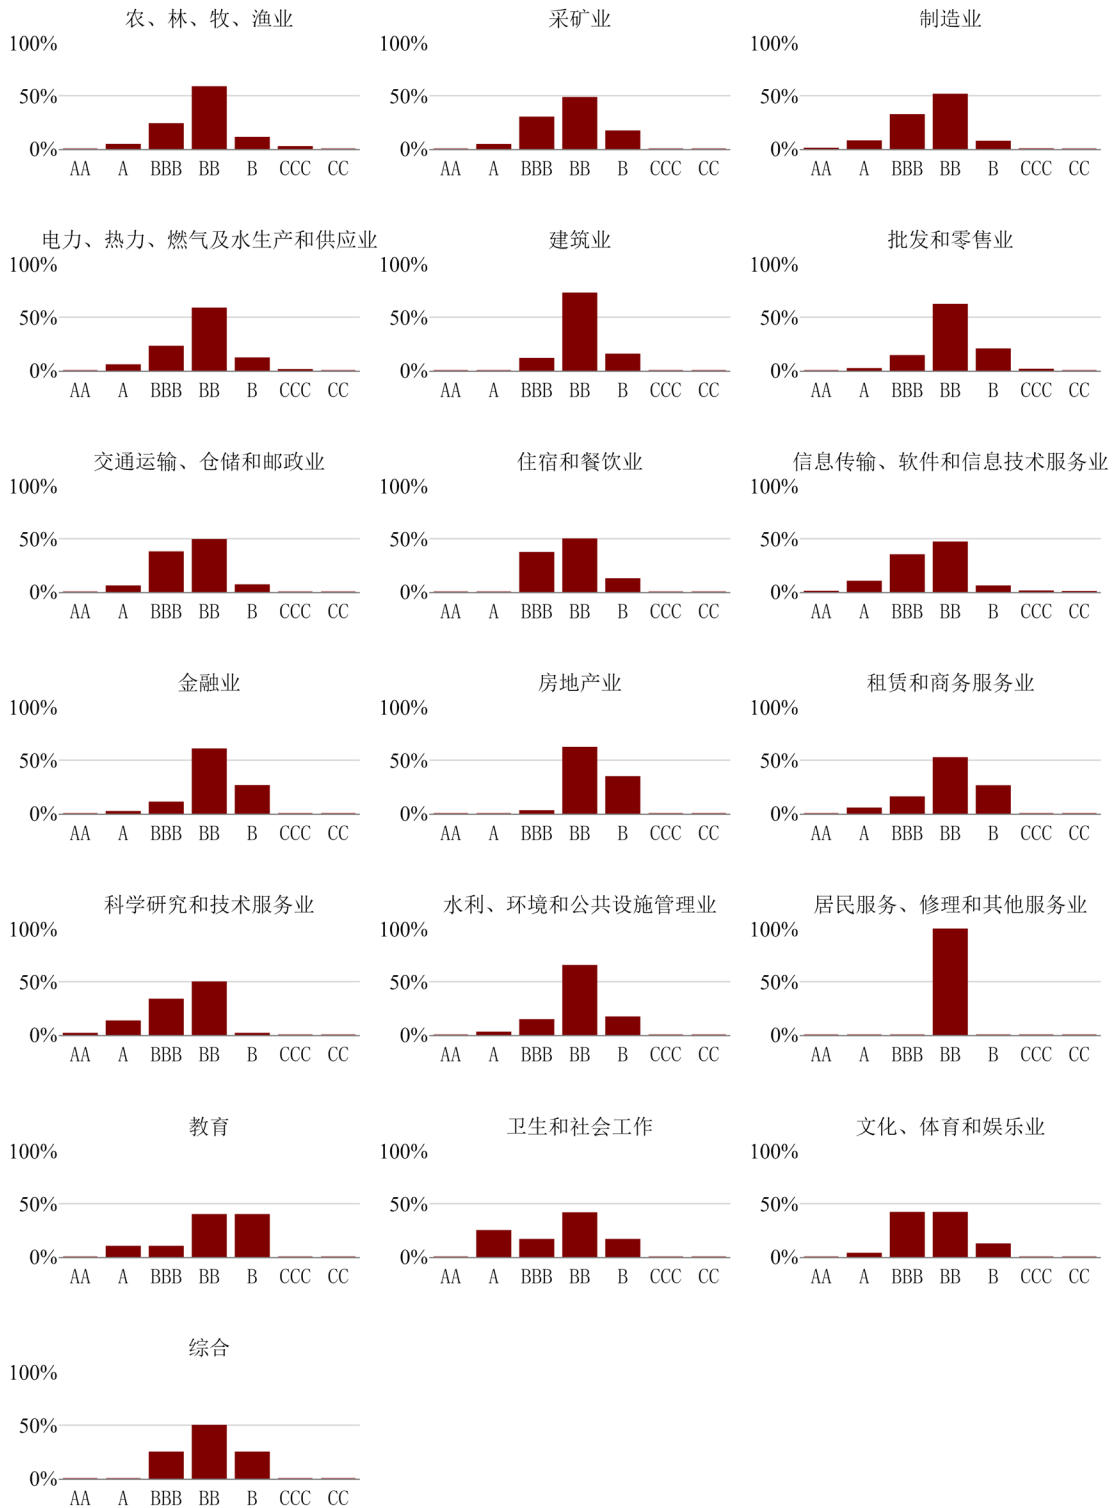 农、林、牧、渔业
100%
50%
0%
AA A BBB BB B CCC CC
采矿业
100%
50%
0%
AA A BBB BB B CCC CC
制造业
100%
50%
0%
AA A BBB BB B CCC CC
电力、热力、燃气及水生产和供应业
100%
50%
0%
AA A BBB BB B CCC CC
建筑业
100%
50%
0%
AA A BBB BB B CCC CC
批发和零售业
100%
50%
0%
AA A BBB BB B CCC CC
交通运输、仓储和邮政业
100%
50%
0%
AA A BBB BB B CCC CC
住宿和餐饮业
100%
50%
0%
AA A BBB BB B CCC CC
信息传输、软件和信息技术服务业
100%
50%
0%
AA A BBB BB B CCC CC
金融业
100%
50%
0%
AA A BBB BB B CCC CC
房地产业
100%
50%
0%
AA A BBB BB B CCC CC
租赁和商务服务业
100%
50%
0%
AA A BBB BB B CCC CC
科学研究和技术服务业
100%
50%
0%
AA A BBB BB B CCC CC
水利、环境和公共设施管理业
100%
50%
0%
AA A BBB BB B CCC CC
居民服务、修理和其他服务业
100%
50%
0%
AA A BBB BB B CCC CC
教育
100%
50%
0%
AA A BBB BB B CCC CC
卫生和社会工作
100%
50%
0%
AA A BBB BB B CCC CC
文化、体育和娱乐业
100%
50%
0%
AA A BBB BB B CCC CC
综合
100%
50%
0%
AA A BBB BB B CCC CC